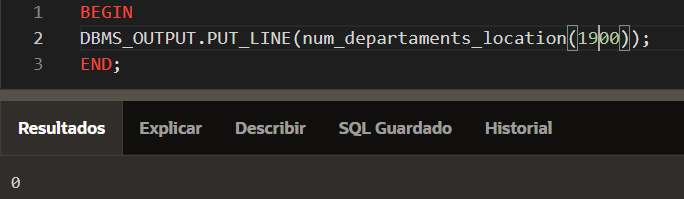 1 BEGIN
2 DBMS_OUTPUT.PUT_LINE(num_departaments_location(1900));
3 END;
Resultados Explicar Describir SQL Guardado Historial
0